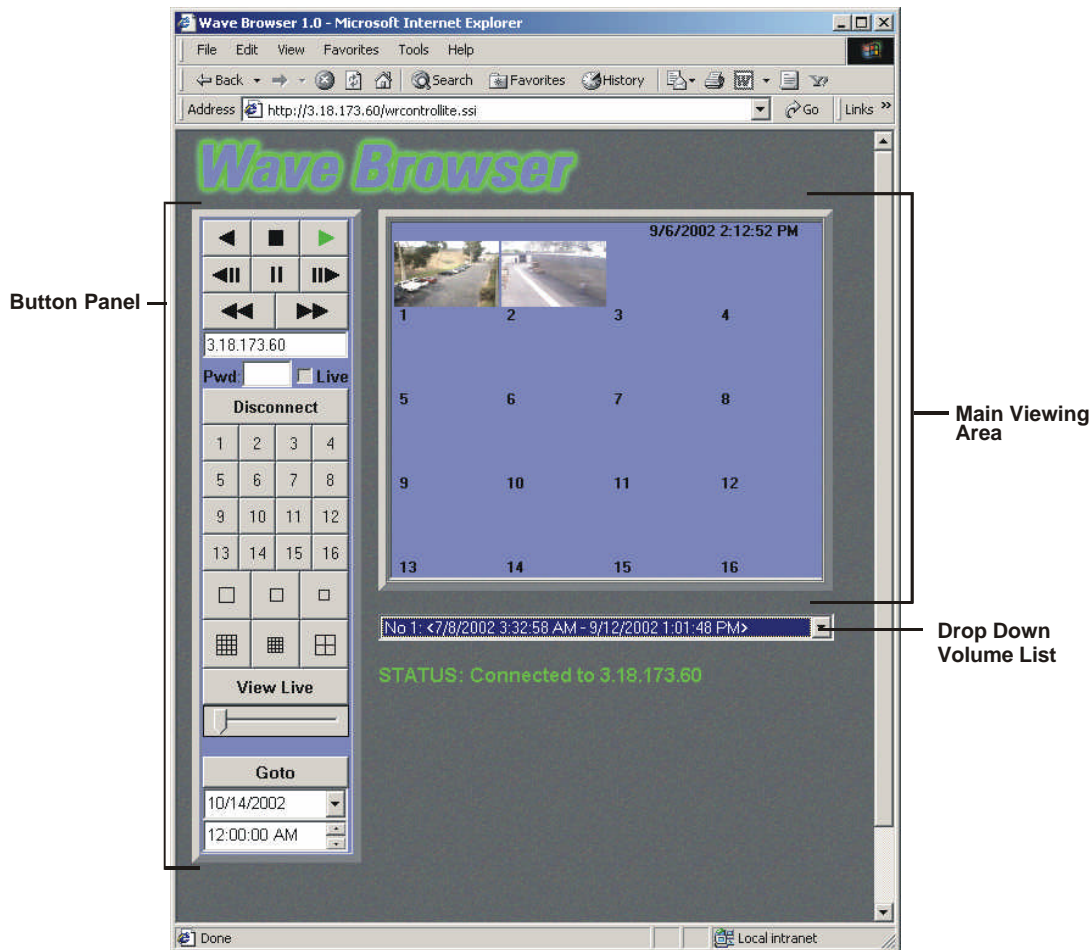 Wave Browser 1.0 - Microsoft Internet Explorer
File Edit View Favorites Tools Help
Back Search Favorites History
Address http://3.18.173.60/wrcontrollite.ssi Go Links »
Wave Browser
Button Panel
9/6/2002 2:12:52 PM
1 2 3 4
5 6 7 8
9 10 11 12
13 14 15 16
3.18.173.60
Pwd: Live
Disconnect
1 2 3 4
5 6 7 8
9 10 11 12
13 14 15 16
View Live
Goto
10/14/2002
12:00:00 AM
No 1: <7/8/2002 3:32:58 AM - 9/12/2002 1:01:48 PM>
STATUS: Connected to 3.18.173.60
Main Viewing
Area
Drop Down
Volume List
Done Local intranet